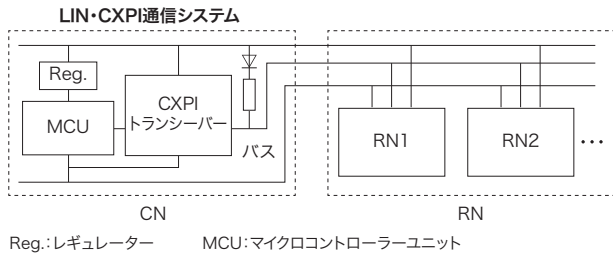 LIN・CXPI通信システム
Reg.
MCU
CXPI
トランシーバー
バス
RN1
RN2
…
CN
RN
Reg.:レギュレーター MCU:マイクロコントローラーユニット